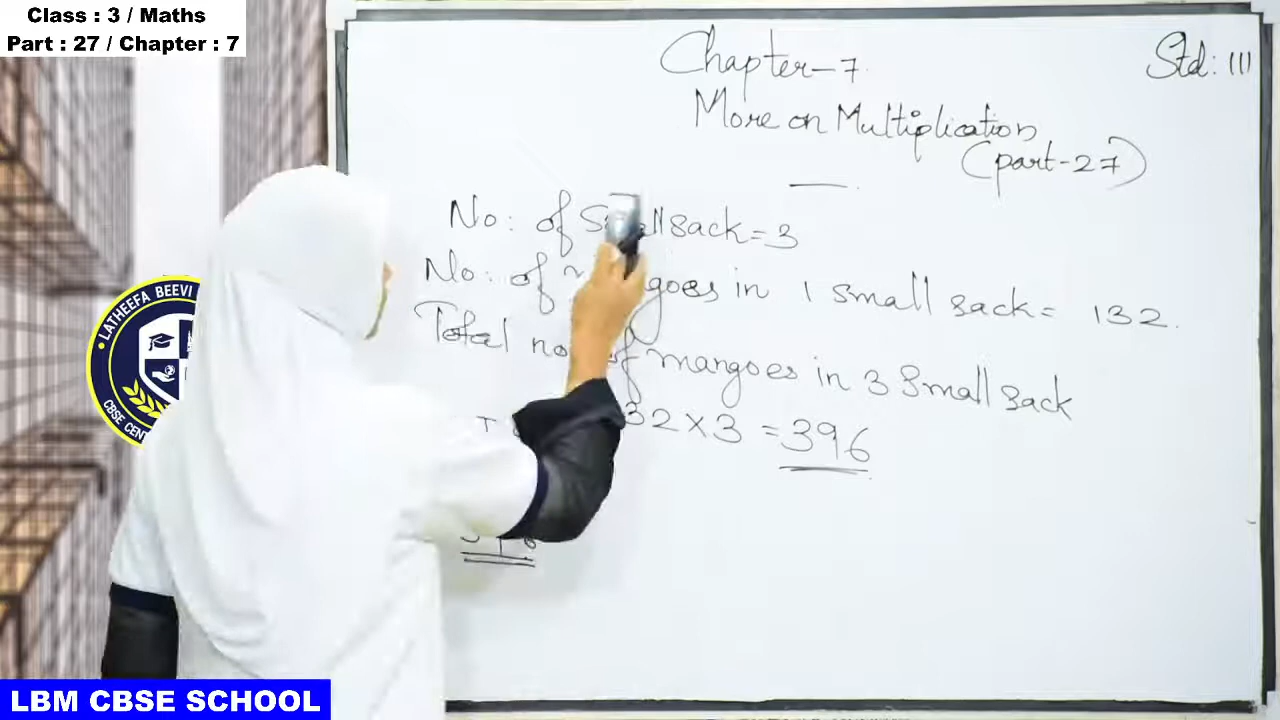 Class : 3 / Maths
Part : 27 / Chapter : 7
Chapter-7
Std: III
More on Multiplication
(part-27)
No: of Small sack = 3
No: of in 1 small sack = 132.
Total no of mangoes in 3 Small sack
32 × 3 = 396
LATHEEFA BEEVI
CBSE
LBM CBSE SCHOOL